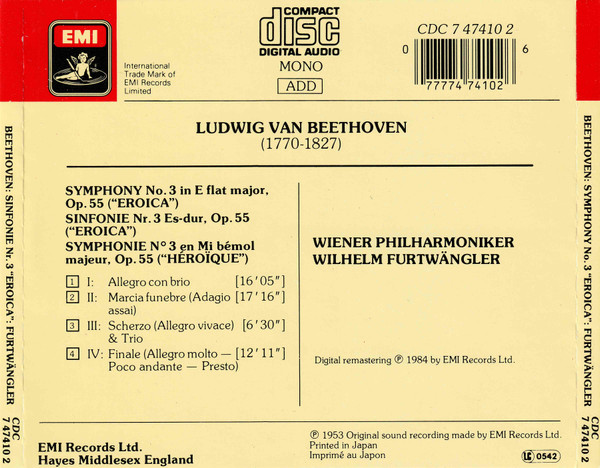 EMI
International
Trade Mark of
EMI Records
Limited
COMPACT
disc
DIGITAL AUDIO
MONO
ADD
CDC 7 47410 2
0 77774 74102 6
LUDWIG VAN BEETHOVEN
(1770-1827)
SYMPHONY No. 3 in E flat major,
Op. 55 ("EROICA")
SINFONIE Nr. 3 Es-dur, Op. 55
("EROICA")
SYMPHONIE N° 3 en Mi bémol
majeur, Op. 55 ("HÉROÏQUE")
1 I: Allegro con brio [16'05"]
2 II: Marcia funebre (Adagio [17'16"]
assai)
3 III: Scherzo (Allegro vivace) [6'30"]
& Trio
4 IV: Finale (Allegro molto — [12'11"]
Poco andante — Presto)
WIENER PHILHARMONIKER
WILHELM FURTWÄNGLER
Digital remastering ℗ 1984 by EMI Records Ltd.
EMI Records Ltd.
Hayes Middlesex England
℗ 1953 Original sound recording made by EMI Records Ltd.
Printed in Japan
Imprimé au Japon
LC 0542
BEETHOVEN: SINFONIE Nr. 3 "EROICA": FURTWÄNGLER
CDC
7 47410 2
BEETHOVEN: SYMPHONY No. 3 "EROICA": FURTWÄNGLER
CDC
7 47410 2